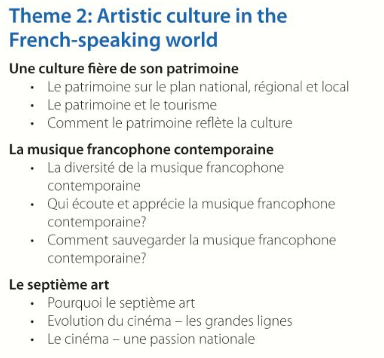 Theme 2: Artistic culture in the
French-speaking world
Une culture fière de son patrimoine
• Le patrimoine sur le plan national, régional et local
• Le patrimoine et le tourisme
• Comment le patrimoine reflète la culture
La musique francophone contemporaine
• La diversité de la musique francophone
contemporaine
• Qui écoute et apprécie la musique francophone
contemporaine?
• Comment sauvegarder la musique francophone
contemporaine?
Le septième art
• Pourquoi le septième art
• Evolution du cinéma – les grandes lignes
• Le cinéma – une passion nationale